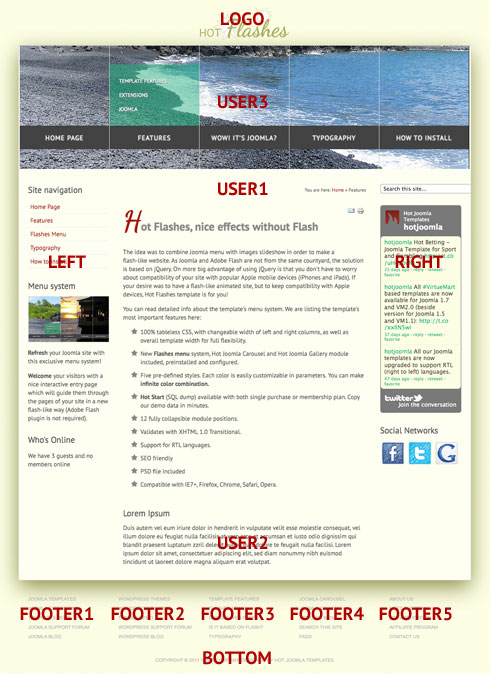 LOGO
HOT Flashes
TEMPLATE FEATURES
EXTENSIONS
JOOMLA
USER3
HOME PAGE
FEATURES
WOW! IT'S JOOMLA?
TYPOGRAPHY
HOW TO INSTALL
USER1
Site navigation
Home Page
Features
Flashes Menu
Typography
LEFT
Menu system
Refresh your Joomla site with
this exclusive menu system!
Welcome your visitors with a
nice interactive entry page
which will guide them through
the pages of your site in a new
flash-like way (Adobe Flash
plugin is not required).
Who's Online
We have 3 guests and no
members online
You are here: Home » Features
Hot Flashes, nice effects without Flash
The idea was to combine Joomla menu with images slideshow in order to make a
flash-like website. As Joomla and Adobe Flash are not from the same courtyard, the solution
is based on jQuery. On more big advantage of using jQuery is that you don't have to worry
about compatibility of your site with popular Apple mobile devices (iPhones and iPads). If
your desire was to have a flash-like animated site, but to keep compatibility with Apple
devices, Hot Flashes template is for you!
You can read detailed info about the template's menu system. We are listing the template's
most important features here:
100% tableless CSS, with changeable width of left and right columns, as well as
overall template width for full flexibility.
New Flashes menu system, Hot Joomla Carousel and Hot Joomla Gallery module
included, preinstalled and configured.
Five pre-defined styles. Each color is easily customizable in parameters. You can make
infinite color combination.
Hot Start (SQL dump) available with both single purchase or membership plan. Copy
our demo data in minutes.
12 fully collapsible module positions.
Validates with XHTML 1.0 Transitional.
Support for RTL languages.
SEO friendly
PSD file included
Compatible with IE7+, Firefox, Chrome, Safari, Opera.
Lorem Ipsum
Duis autem vel eum iriure dolor in hendrerit in vulputate velit esse molestie consequat, vel
illum dolore eu feugiat nulla facilisis at vero eros et accumsan et iusto odio dignissim qui
blandit praesent luptatum zzril delenit augue duis dolore te feugait nulla facilisi. Lorem
ipsum dolor sit amet, consectetuer adipiscing elit, sed diam nonummy nibh euismod
tincidunt ut laoreet dolore magna aliquam erat volutpat.
USER2
Search this site...
Hot Joomla
Templates
hotjoomla
hotjoomla Hot Betting –
Joomla Template for Sport
RIGHT
25 days ago · reply · retweet ·
favorite
hotjoomla All #VirtueMart
based templates are now
available for Joomla 1.7
and VM2.0 (beside
version for Joomla 1.5
and VM1.1): http://t.co
hotjoomla All our Joomla
templates now are
upgraded to support RTL
(right to left) languages.
47 days ago · reply · retweet ·
favorite
twitter
Join the conversation
Social Networks
JOOMLA TEMPLATES
WORDPRESS THEMES
TEMPLATE FEATURES
JOOMLA CAROUSEL
ABOUT US
FOOTER1
FOOTER2
FOOTER3
FOOTER4
FOOTER5
JOOMLA SUPPORT FORUM
WORDPRESS SUPPORT FORUM
IS IT BASED ON FLASH?
SEARCH THIS SITE
AFFILIATE PROGRAM
JOOMLA BLOG
WORDPRESS BLOG
TYPOGRAPHY
FAQS
CONTACT US
BOTTOM
HOT JOOMLA TEMPLATES